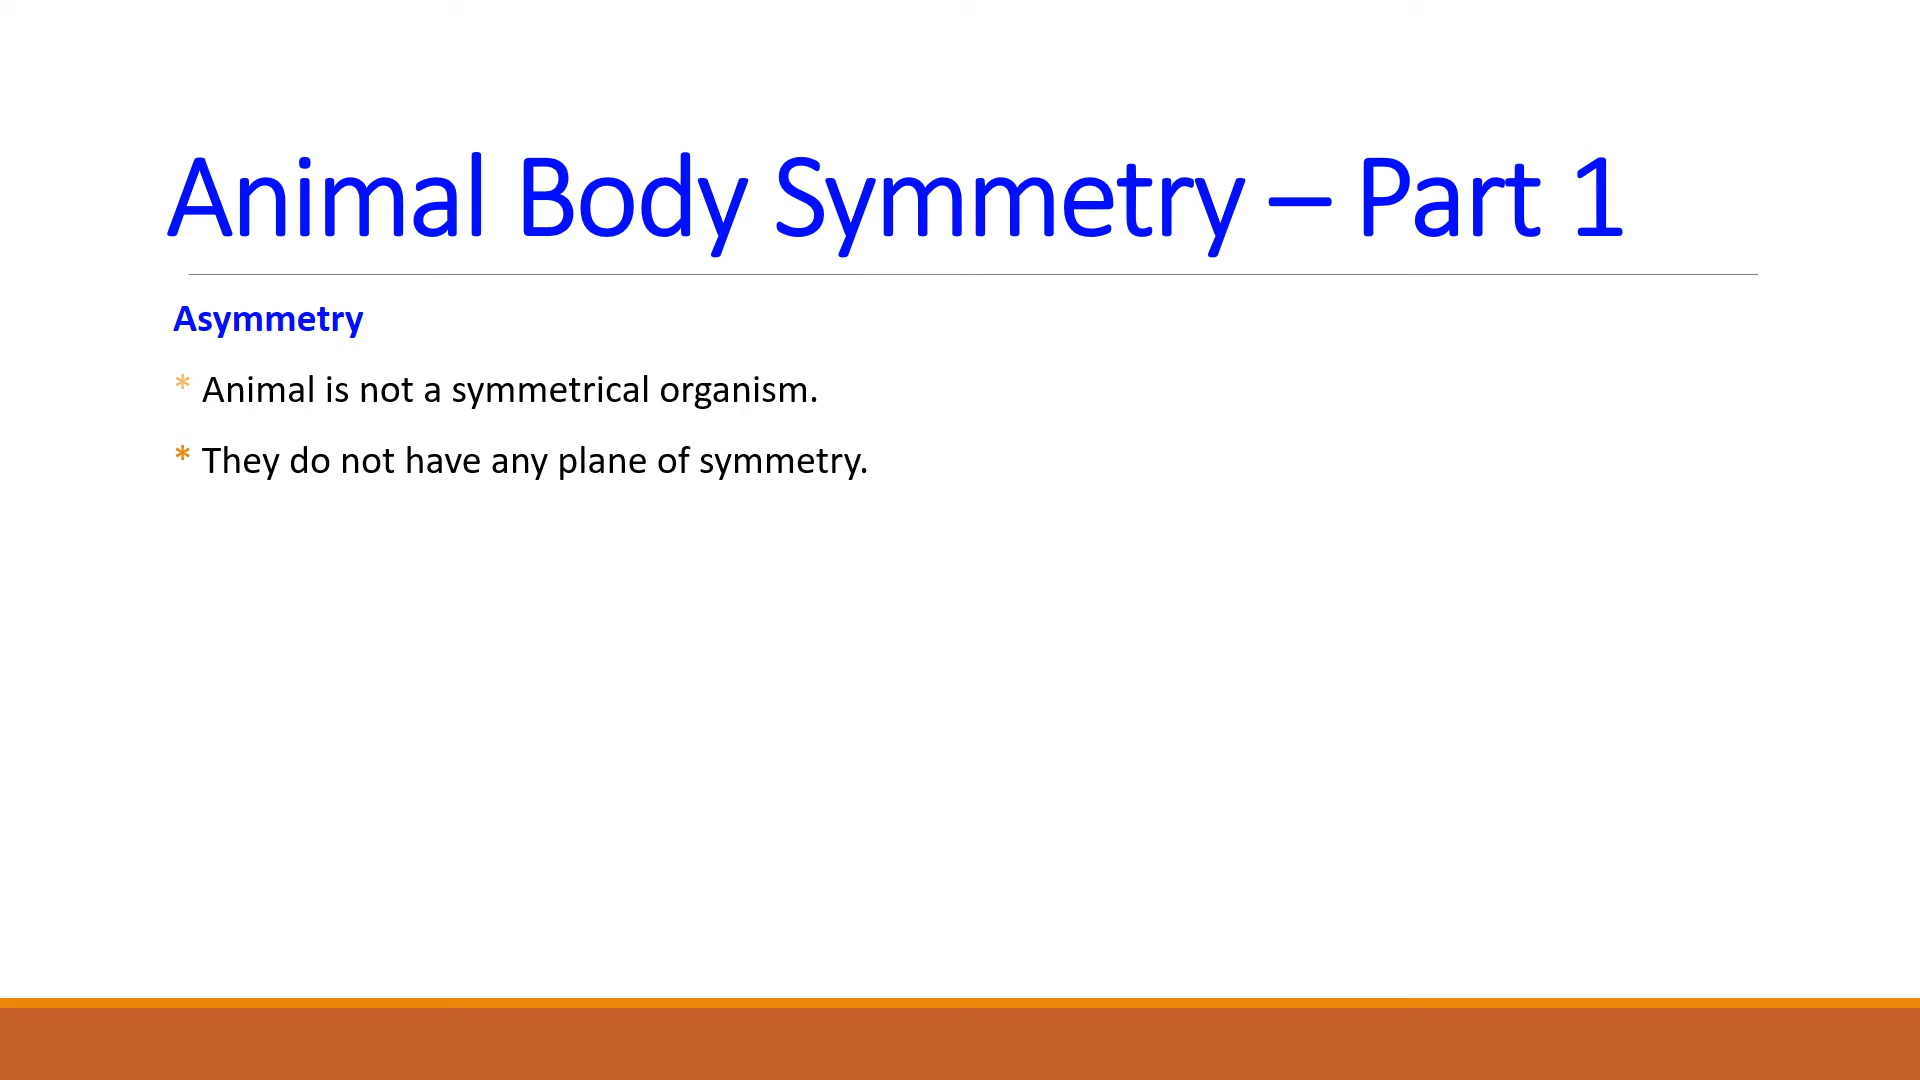 Animal Body Symmetry – Part 1
Asymmetry
* Animal is not a symmetrical organism.
* They do not have any plane of symmetry.